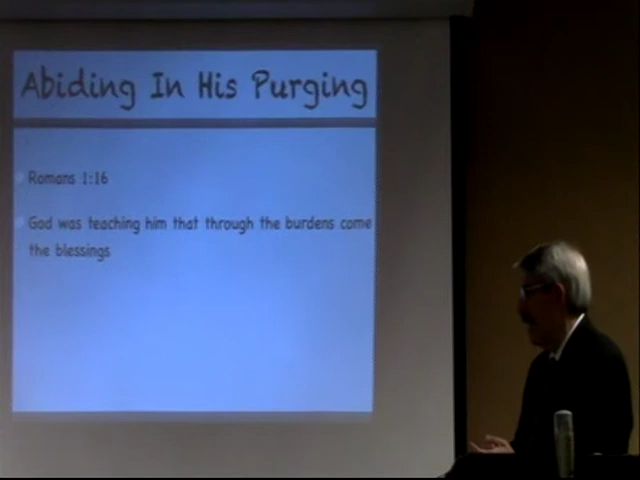 Abiding In His Purging
Romans 1:16
God was teaching him that through the burdens come
the blessings